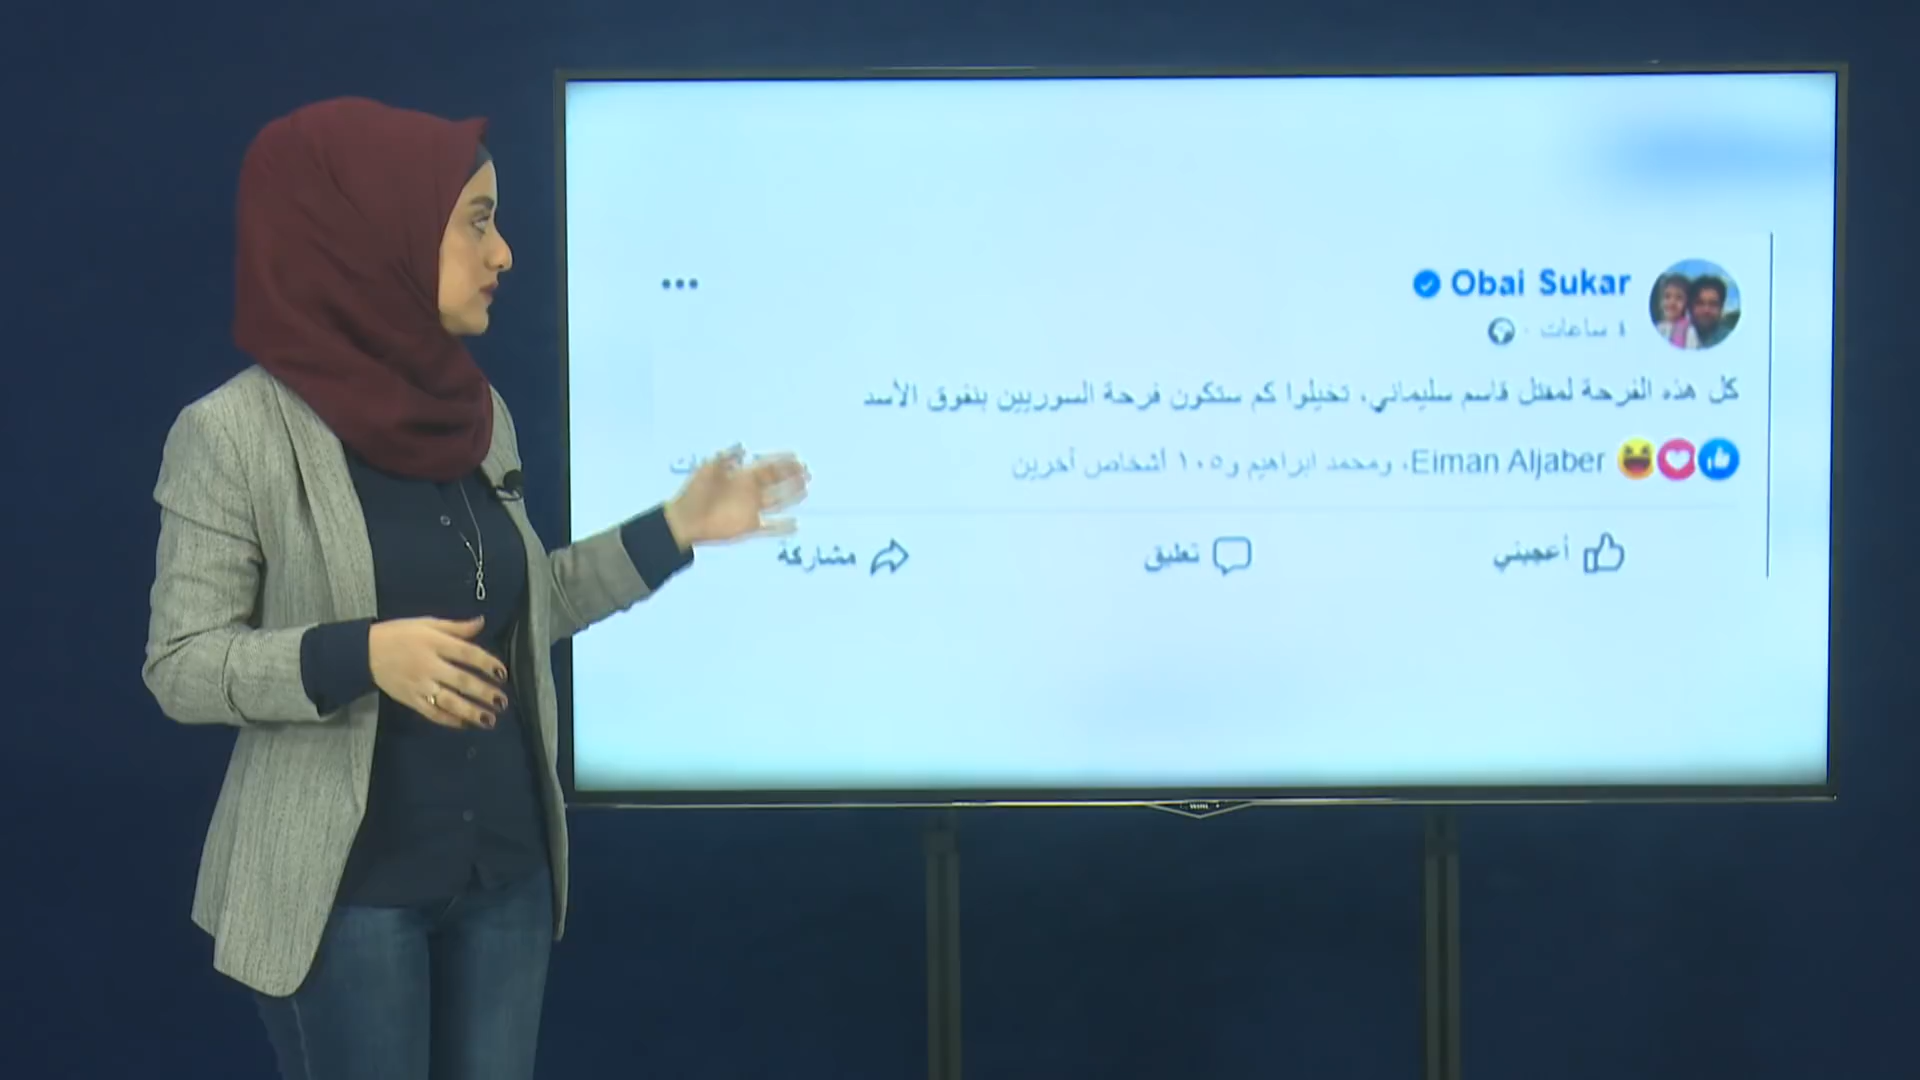 Obai Sukar
٤ ساعات
كل هذه الفرحة لمقتل قاسم سليماني، تخيلوا كم ستكون فرحة السوريين بنفوق الأسد
Eiman Aljaber، ومحمد ابراهيم و١٠٥ أشخاص آخرين
أعجبني تعليق مشاركة